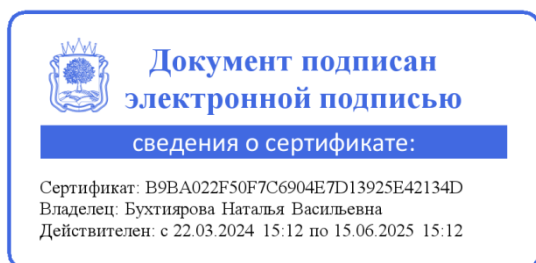 Документ подписан
электронной подписью
сведения о сертификате:
Сертификат: B9BA022F50F7C6904E7D13925E42134D
Владелец: Бухтиярова Наталья Васильевна
Действителен: с 22.03.2024 15:12 по 15.06.2025 15:12